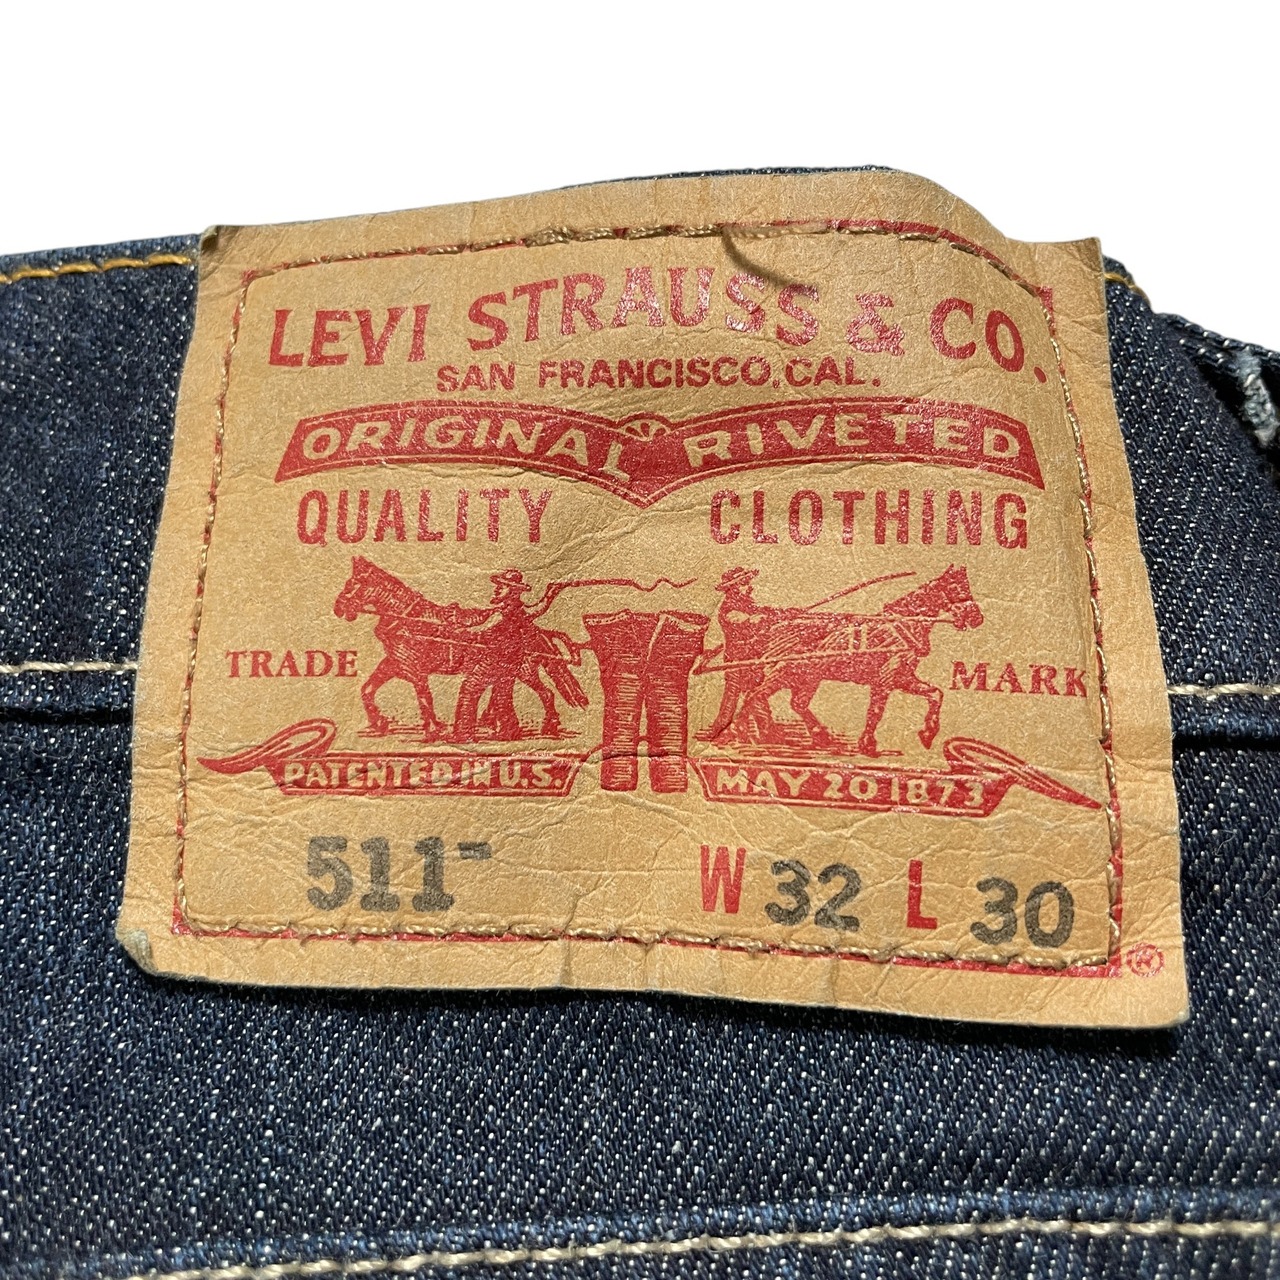 LEVI STRAUSS & CO.
SAN FRANCISCO, CAL.
ORIGINAL RIVETED
QUALITY CLOTHING
TRADE MARK
PATENTED IN U.S. MAY 20 1873
511™ W 32 L 30
®